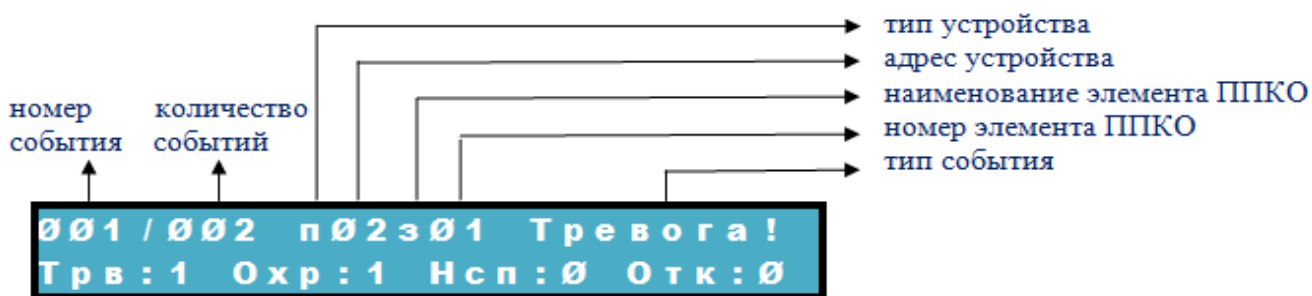 тип устройства
адрес устройства
наименование элемента ППКО
номер элемента ППКО
тип события
номер события
количество событий
ØØ1/ØØ2 пØ2зØ1 Тревога!
Трв:1 Охр:1 Нсп:Ø Отк:Ø